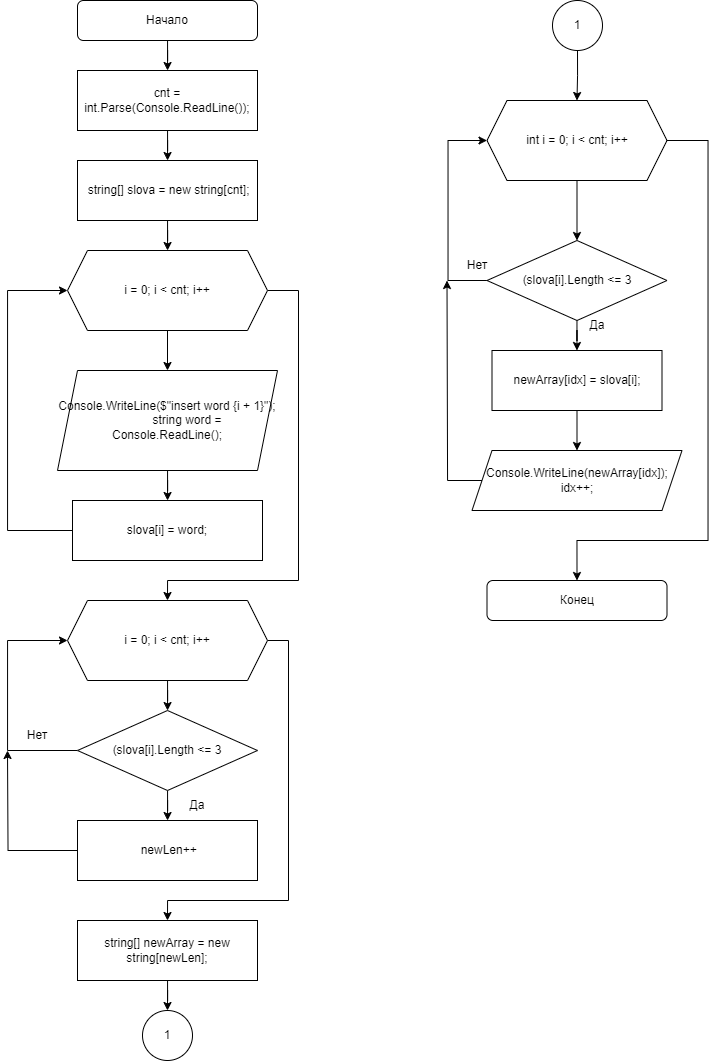 Начало
cnt =
int.Parse(Console.ReadLine());
string[] slova = new string[cnt];
i = 0; i < cnt; i++
Console.WriteLine($"insert word {i + 1}");
string word =
Console.ReadLine();
slova[i] = word;
i = 0; i < cnt; i++
Нет
(slova[i].Length <= 3
Да
newLen++
string[] newArray = new
string[newLen];
1
1
int i = 0; i < cnt; i++
Нет
(slova[i].Length <= 3
Да
newArray[idx] = slova[i];
Console.WriteLine(newArray[idx]);
idx++;
Конец